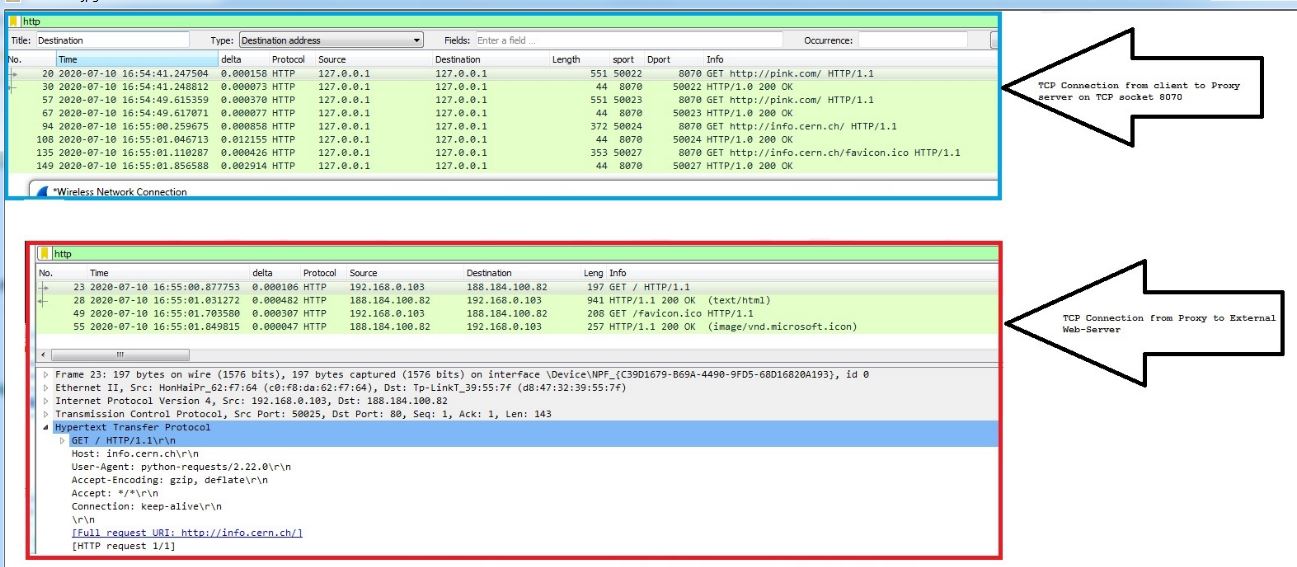 http
Title: Destination Type: Destination address Fields: Enter a field ... Occurrence:
No. Time delta Protocol Source Destination Length sport Dport Info
20 2020-07-10 16:54:41.247504 0.000158 HTTP 127.0.0.1 127.0.0.1 551 50022 8070 GET http://pink.com/ HTTP/1.1
30 2020-07-10 16:54:41.248812 0.000073 HTTP 127.0.0.1 127.0.0.1 44 8070 50022 HTTP/1.0 200 OK
57 2020-07-10 16:54:49.615359 0.000370 HTTP 127.0.0.1 127.0.0.1 551 50023 8070 GET http://pink.com/ HTTP/1.1
67 2020-07-10 16:54:49.617071 0.000077 HTTP 127.0.0.1 127.0.0.1 44 8070 50023 HTTP/1.0 200 OK
94 2020-07-10 16:55:00.259675 0.000858 HTTP 127.0.0.1 127.0.0.1 372 50024 8070 GET http://info.cern.ch/ HTTP/1.1
108 2020-07-10 16:55:01.046713 0.012155 HTTP 127.0.0.1 127.0.0.1 44 8070 50024 HTTP/1.0 200 OK
135 2020-07-10 16:55:01.110287 0.000426 HTTP 127.0.0.1 127.0.0.1 353 50027 8070 GET http://info.cern.ch/favicon.ico HTTP/1.1
149 2020-07-10 16:55:01.856588 0.002914 HTTP 127.0.0.1 127.0.0.1 44 8070 50027 HTTP/1.0 200 OK
*Wireless Network Connection
TCP Connection from client to Proxy
server on TCP socket 8070
http
No. Time delta Protocol Source Destination Leng Info
23 2020-07-10 16:55:00.877753 0.000106 HTTP 192.168.0.103 188.184.100.82 197 GET / HTTP/1.1
28 2020-07-10 16:55:01.031272 0.000482 HTTP 188.184.100.82 192.168.0.103 941 HTTP/1.1 200 OK (text/html)
49 2020-07-10 16:55:01.703580 0.000307 HTTP 192.168.0.103 188.184.100.82 208 GET /favicon.ico HTTP/1.1
55 2020-07-10 16:55:01.849815 0.000047 HTTP 188.184.100.82 192.168.0.103 257 HTTP/1.1 200 OK (image/vnd.microsoft.icon)
TCP Connection from Proxy to External
Web-Server
Frame 23: 197 bytes on wire (1576 bits), 197 bytes captured (1576 bits) on interface \Device\NPF_{C39D1679-B69A-4490-9FD5-68D16820A193}, id 0
Ethernet II, Src: HonHaiPr_62:f7:64 (c0:f8:da:62:f7:64), Dst: Tp-LinkT_39:55:7f (d8:47:32:39:55:7f)
Internet Protocol Version 4, Src: 192.168.0.103, Dst: 188.184.100.82
Transmission Control Protocol, Src Port: 50025, Dst Port: 80, Seq: 1, Ack: 1, Len: 143
Hypertext Transfer Protocol
GET / HTTP/1.1\r\n
Host: info.cern.ch\r\n
User-Agent: python-requests/2.22.0\r\n
Accept-Encoding: gzip, deflate\r\n
Accept: */*\r\n
Connection: keep-alive\r\n
\r\n
[Full request URI: http://info.cern.ch/]
[HTTP request 1/1]